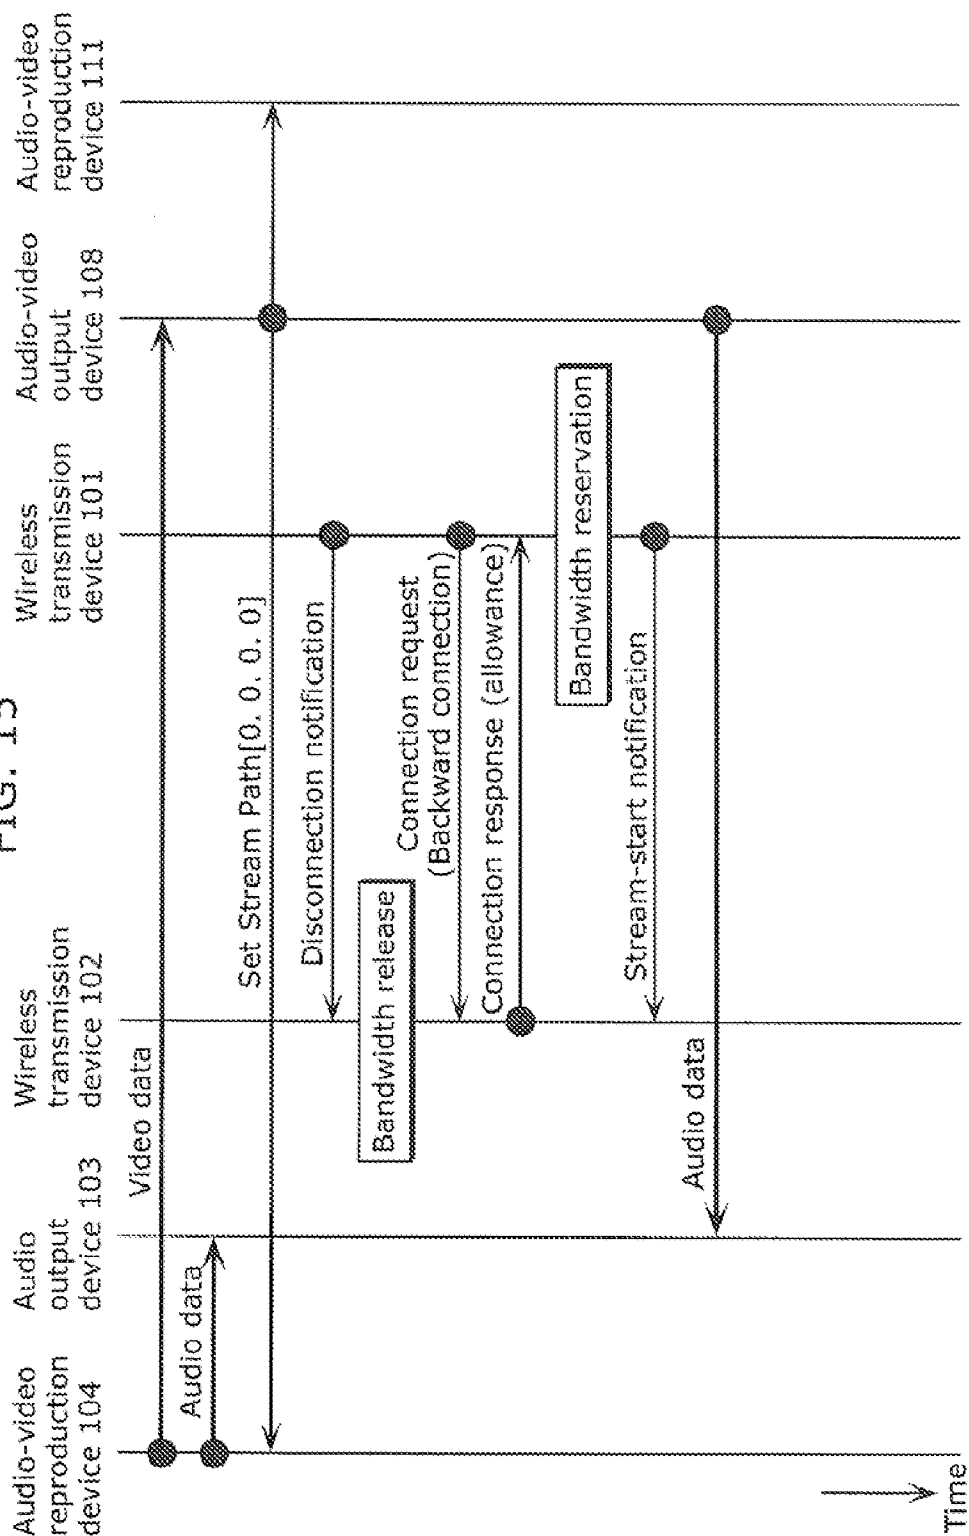 FIG. 15
Audio-video
reproduction
device 104
Audio
output
device 103
Wireless
transmission
device 102
Wireless
transmission
device 101
Audio-video
output
device 108
Audio-video
reproduction
device 111
Video data
Audio data
Set Stream Path[0. 0. 0. 0]
Disconnection notification
Bandwidth release
Connection request
(Backward connection)
Connection response (allowance)
Bandwidth reservation
Stream-start notification
Audio data
Time